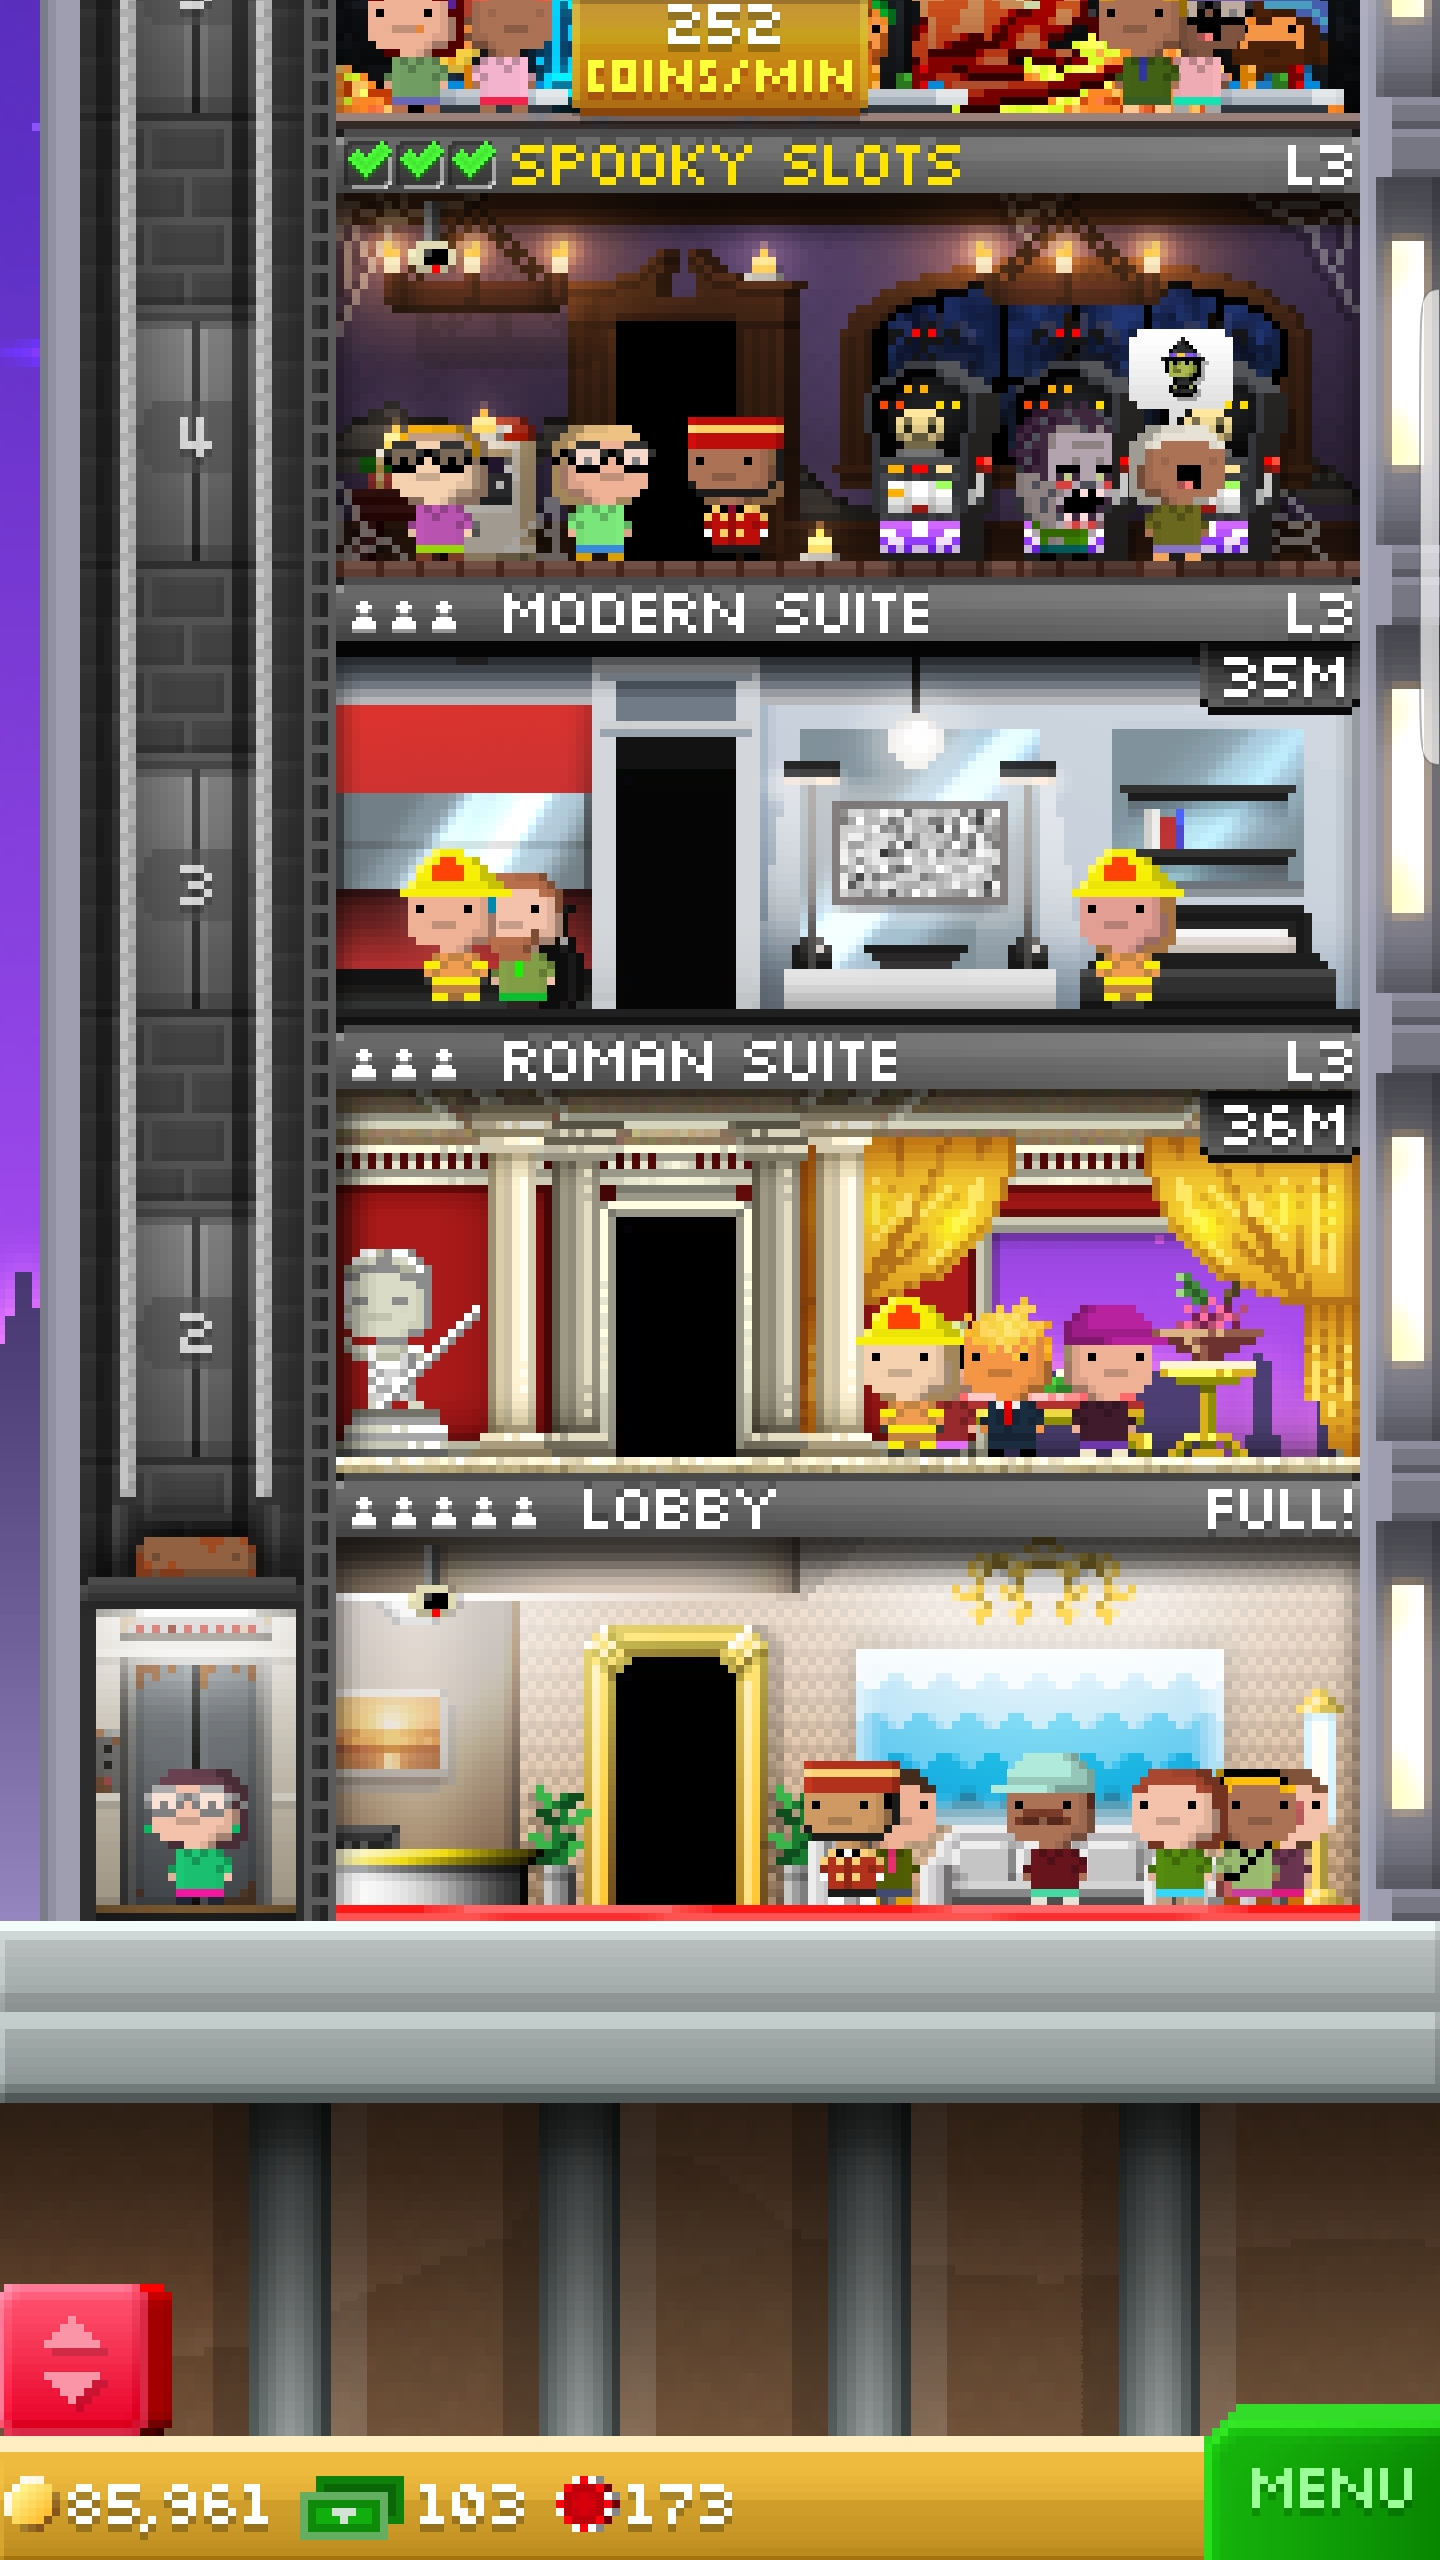 252
COINS/MIN
SPOOKY SLOTS L3
4
MODERN SUITE L3
35M
3
ROMAN SUITE L3
36M
2
LOBBY FULL!
85,961 103 173
MENU